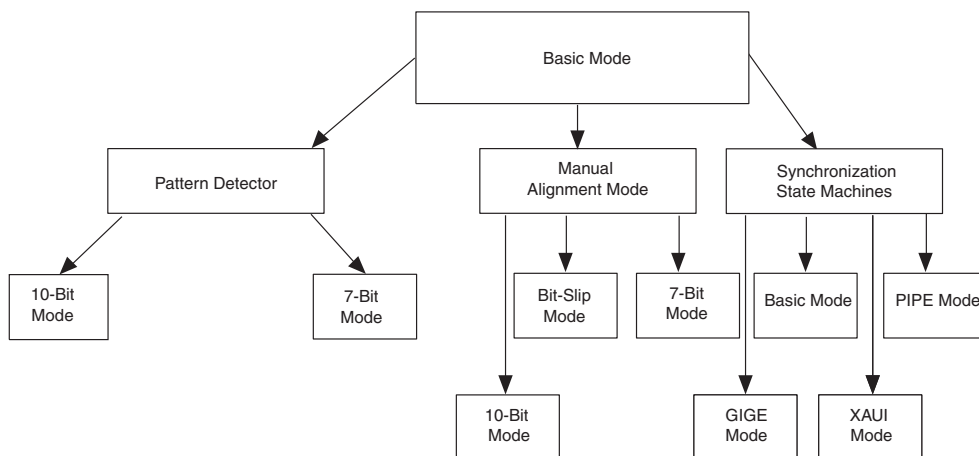 Basic Mode
Pattern Detector
Manual
Alignment Mode
Synchronization
State Machines
10-Bit
Mode
7-Bit
Mode
Bit-Slip
Mode
7-Bit
Mode
Basic Mode
PIPE Mode
10-Bit
Mode
GIGE
Mode
XAUI
Mode